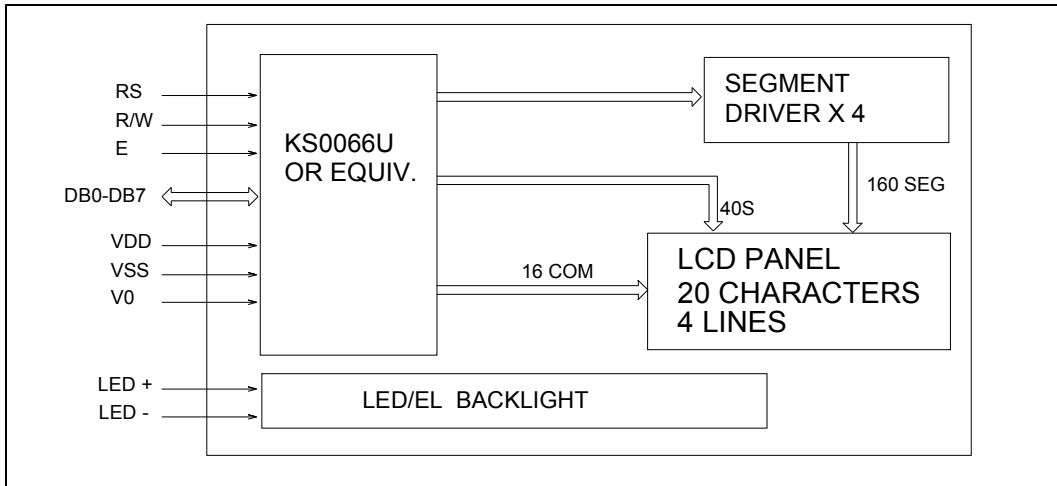 RS
R/W
E
DB0-DB7
VDD
VSS
V0
LED +
LED -
KS0066U
OR EQUIV.
SEGMENT
DRIVER X 4
160 SEG
40S
16 COM
LCD PANEL
20 CHARACTERS
4 LINES
LED/EL BACKLIGHT